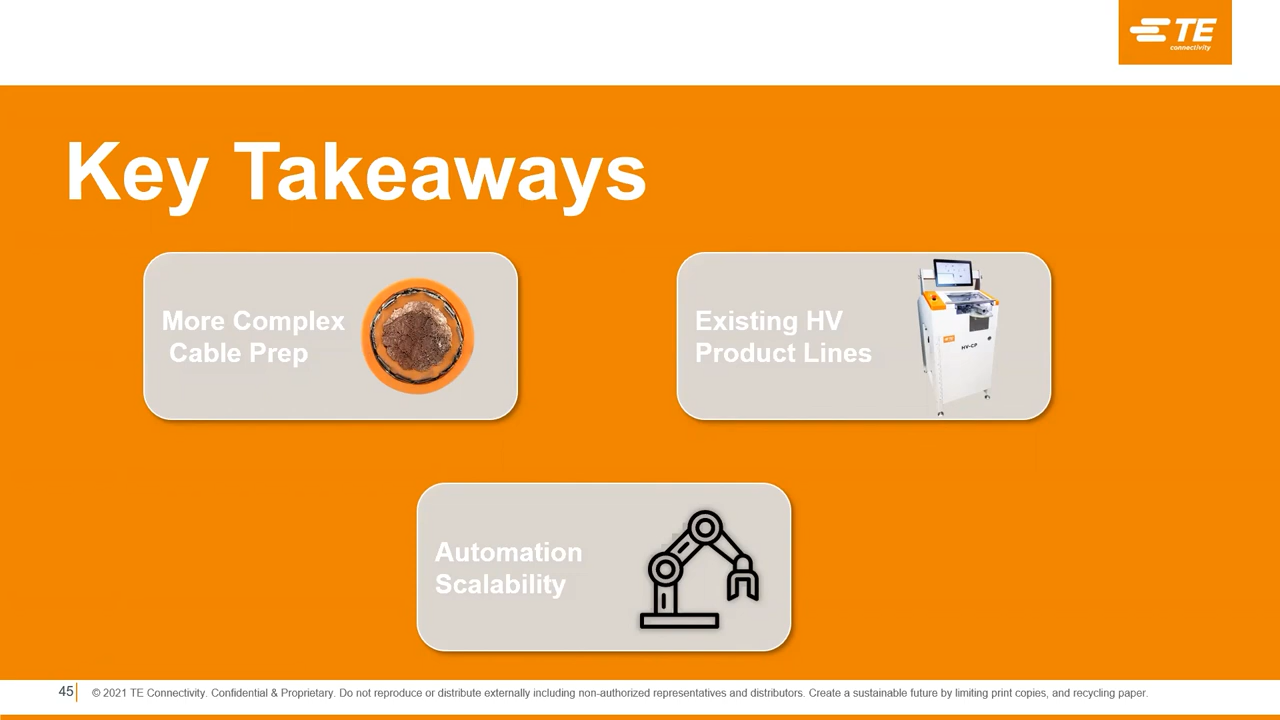 TE
connectivity
Key Takeaways
More Complex
Cable Prep
Existing HV
Product Lines
HV-CP
Automation
Scalability
45
© 2021 TE Connectivity. Confidential & Proprietary. Do not reproduce or distribute externally including non-authorized representatives and distributors. Create a sustainable future by limiting print copies, and recycling paper.